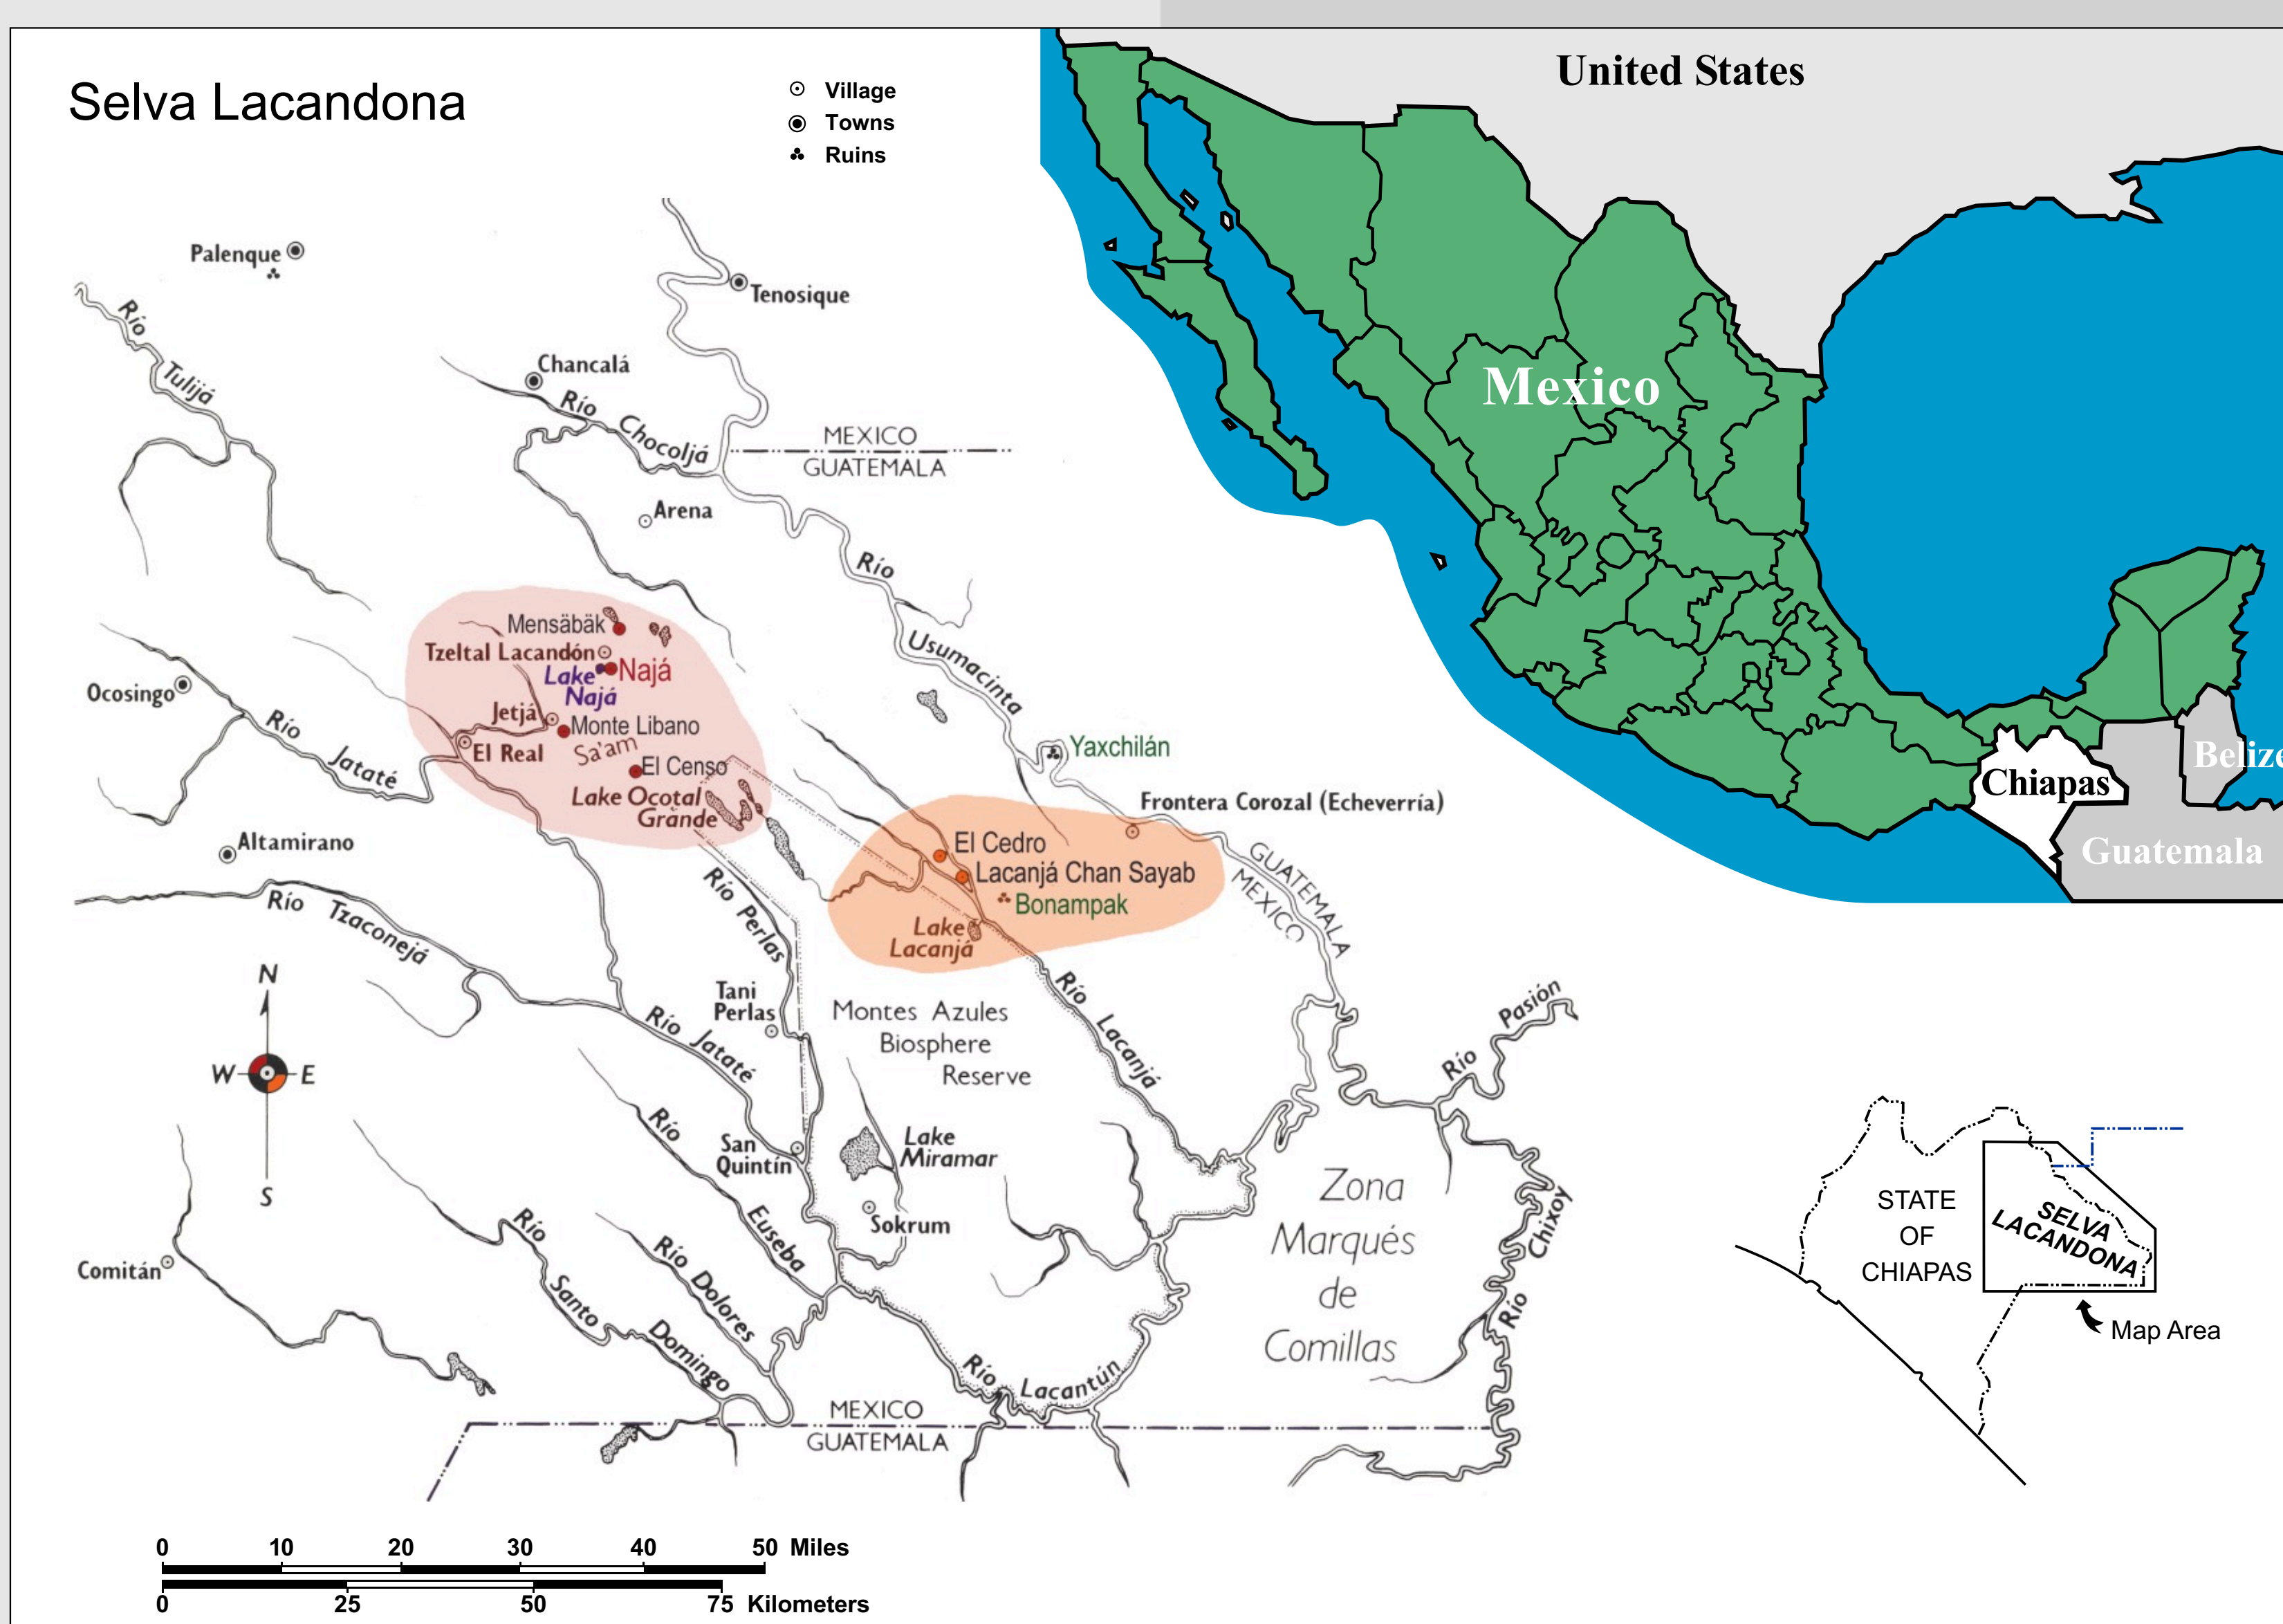 Selva Lacandona
Village
Towns
Ruins
United States
Mexico
Chiapas
Belize
Guatemala
Palenque
Tenosique
Río
Tulijá
Chancalá
Río
Chocoljá
MEXICO
GUATEMALA
Arena
Río
Usumacinta
Mensäbäk
Tzeltal Lacandón
Najá
Lake
Najá
Ocosingo
Jetjá
Monte Libano
El Real
Sa'am
El Censo
Lake Ocotal
Grande
Río
Jataté
Yaxchilán
Frontera Corozal (Echeverría)
El Cedro
Lacanjá Chan Sayab
Bonampak
Lake
Lacanjá
GUATEMALA
MEXICO
Altamirano
Río
Tzaconejá
Río Perlas
Tani
Perlas
Montes Azules
Biosphere
Reserve
Río
Lacanjá
Río
Pasión
N
W
E
S
Río
Jataté
San
Quintín
Lake
Miramar
Sokrum
Río
Euseba
Río Dolores
Río
Santo
Domingo
Comitán
Zona
Marqués
de
Comillas
Río
Chixoy
Río
Lacantún
MEXICO
GUATEMALA
STATE
OF
CHIAPAS
SELVA
LACANDONA
Map Area
0 10 20 30 40 50 Miles
0 25 50 75 Kilometers